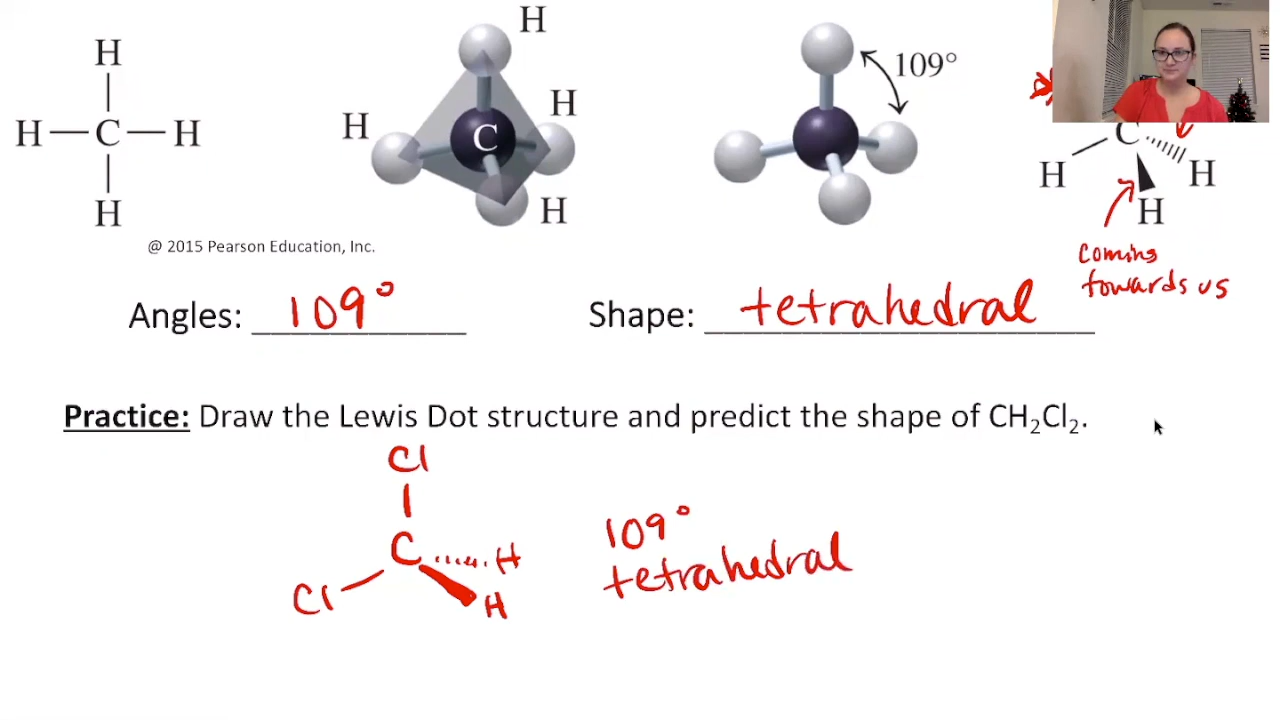 H
H—C—H
H
H
H
C
H
H
109°
C
H
H
H
coming
towards us
@ 2015 Pearson Education, Inc.
Angles: 109°
Shape: tetrahedral
Practice: Draw the Lewis Dot structure and predict the shape of CH₂Cl₂.
Cl
C
H
Cl
H
109°
tetrahedral